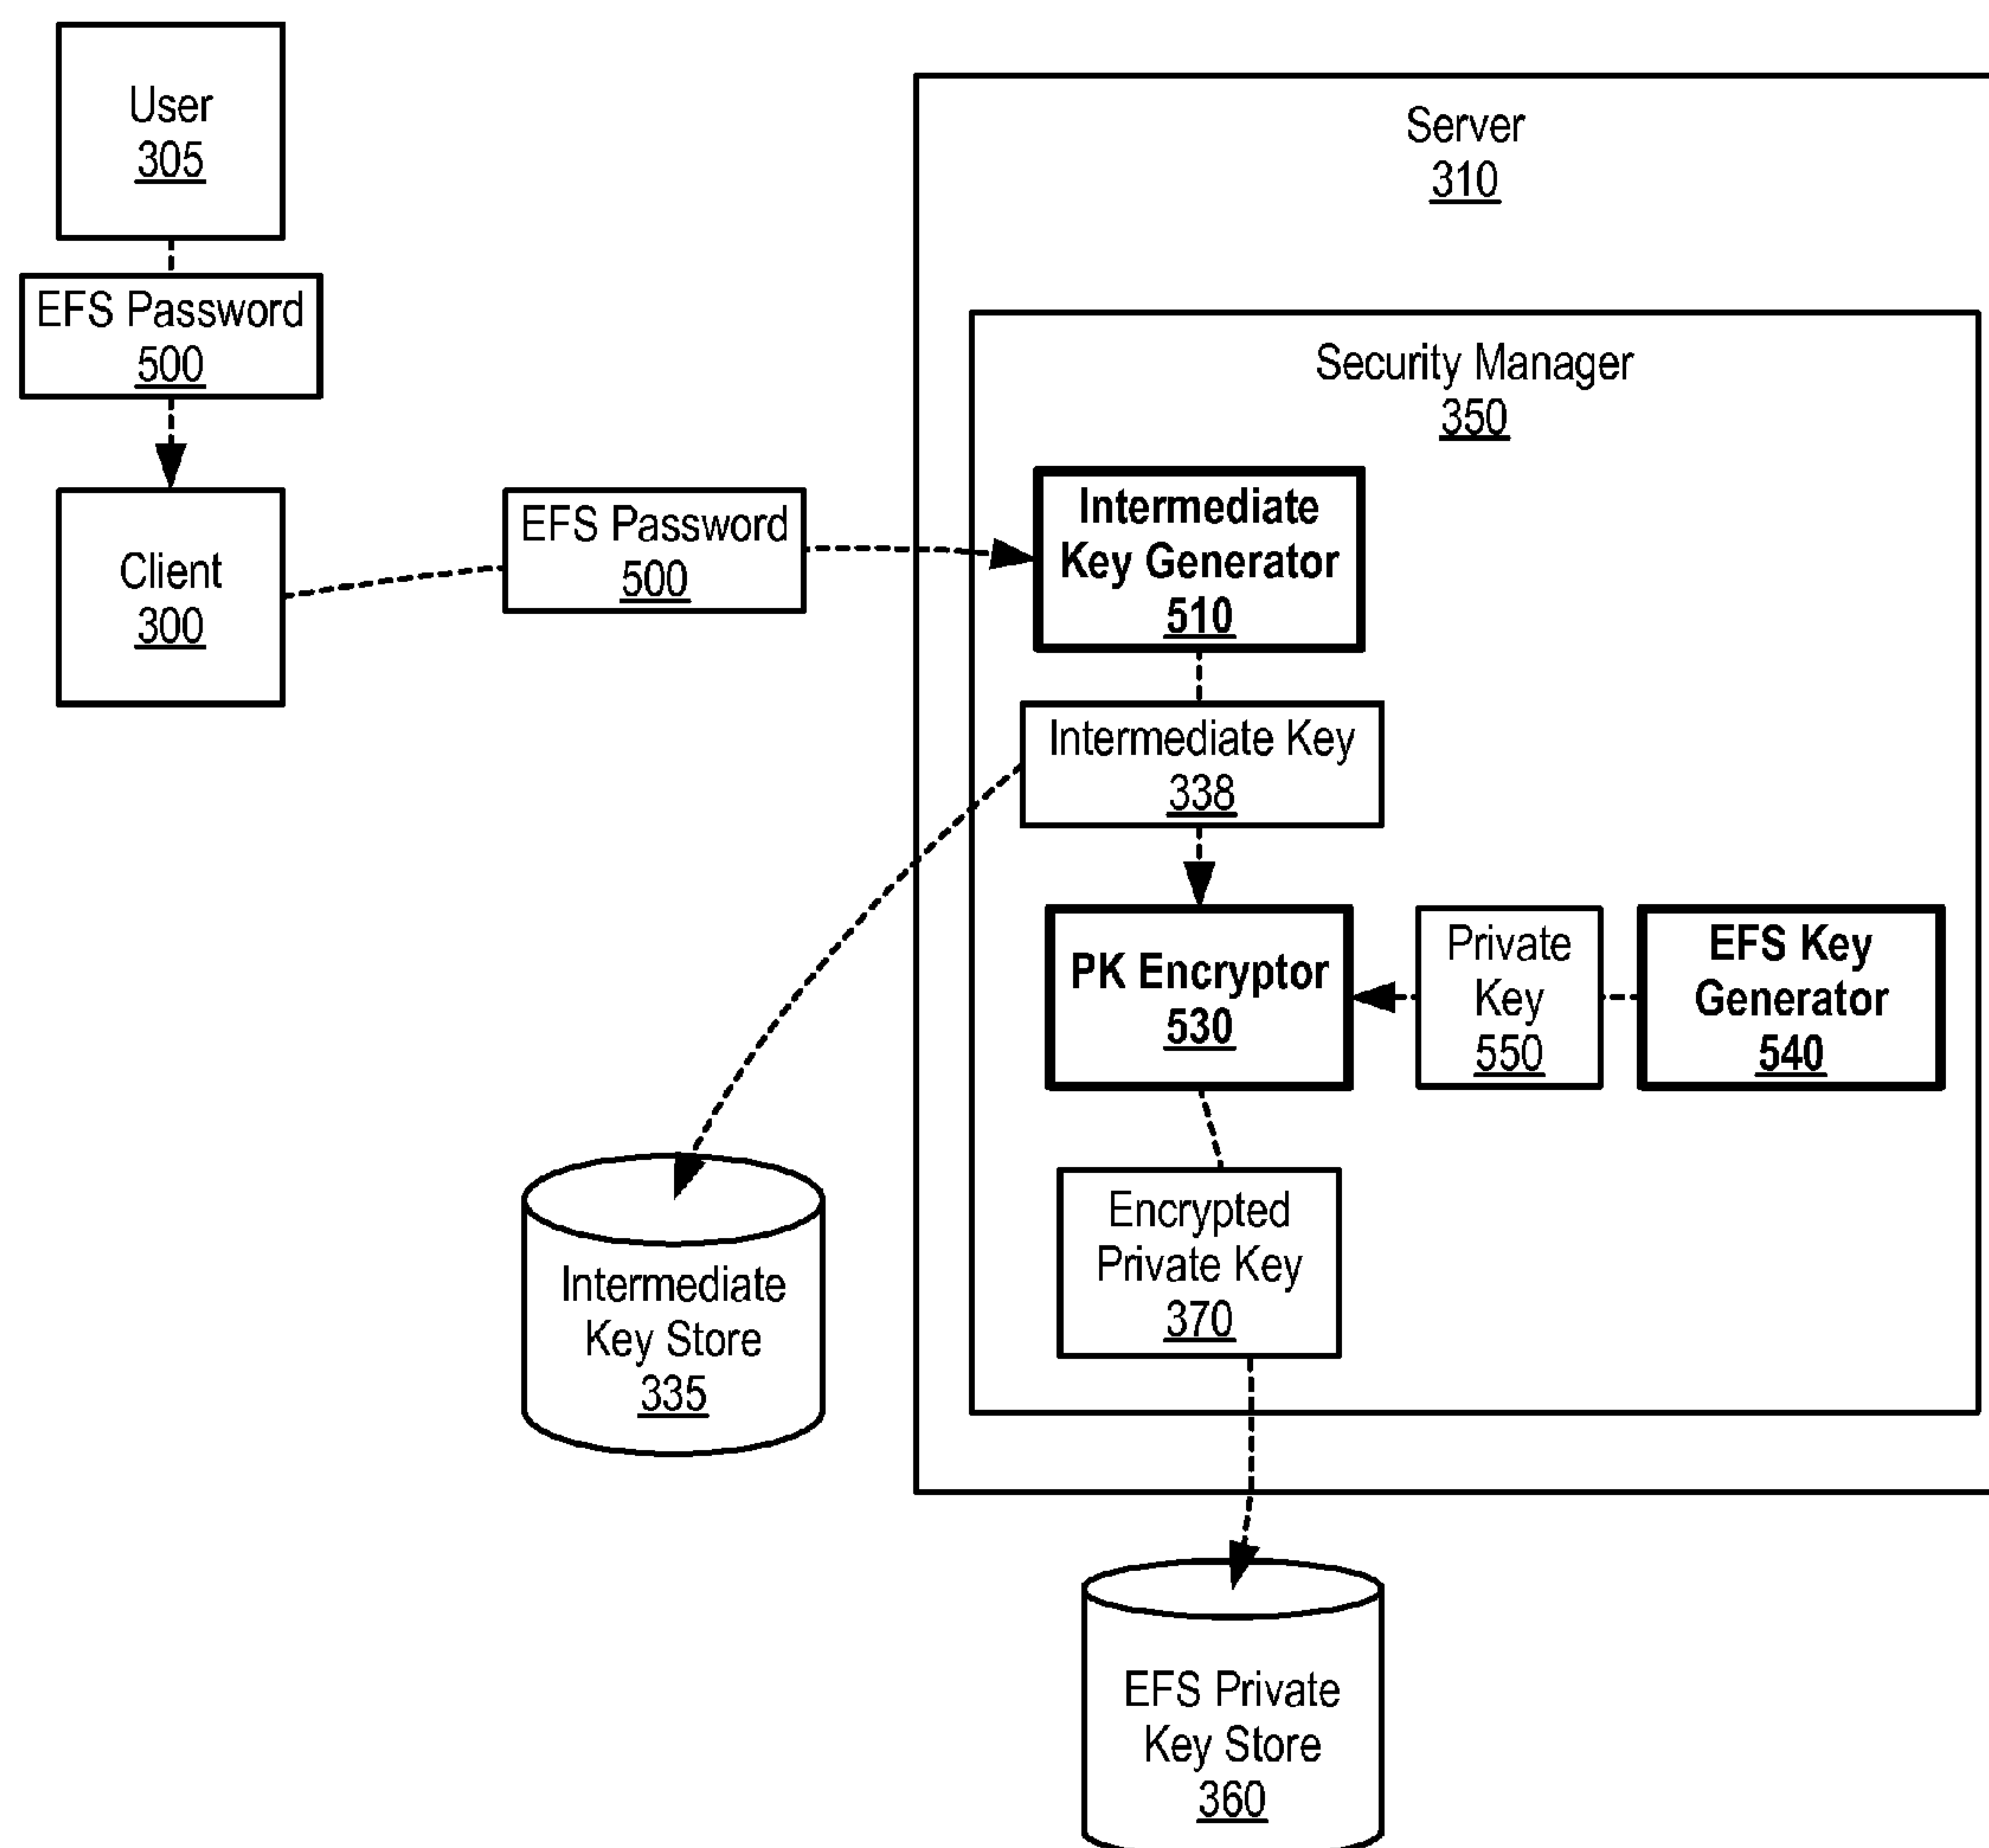 User
305
EFS Password
500
Client
300
EFS Password
500
Server
310
Security Manager
350
Intermediate
Key Generator
510
Intermediate Key
338
PK Encryptor
530
Private
Key
550
EFS Key
Generator
540
Encrypted
Private Key
370
Intermediate
Key Store
335
EFS Private
Key Store
360